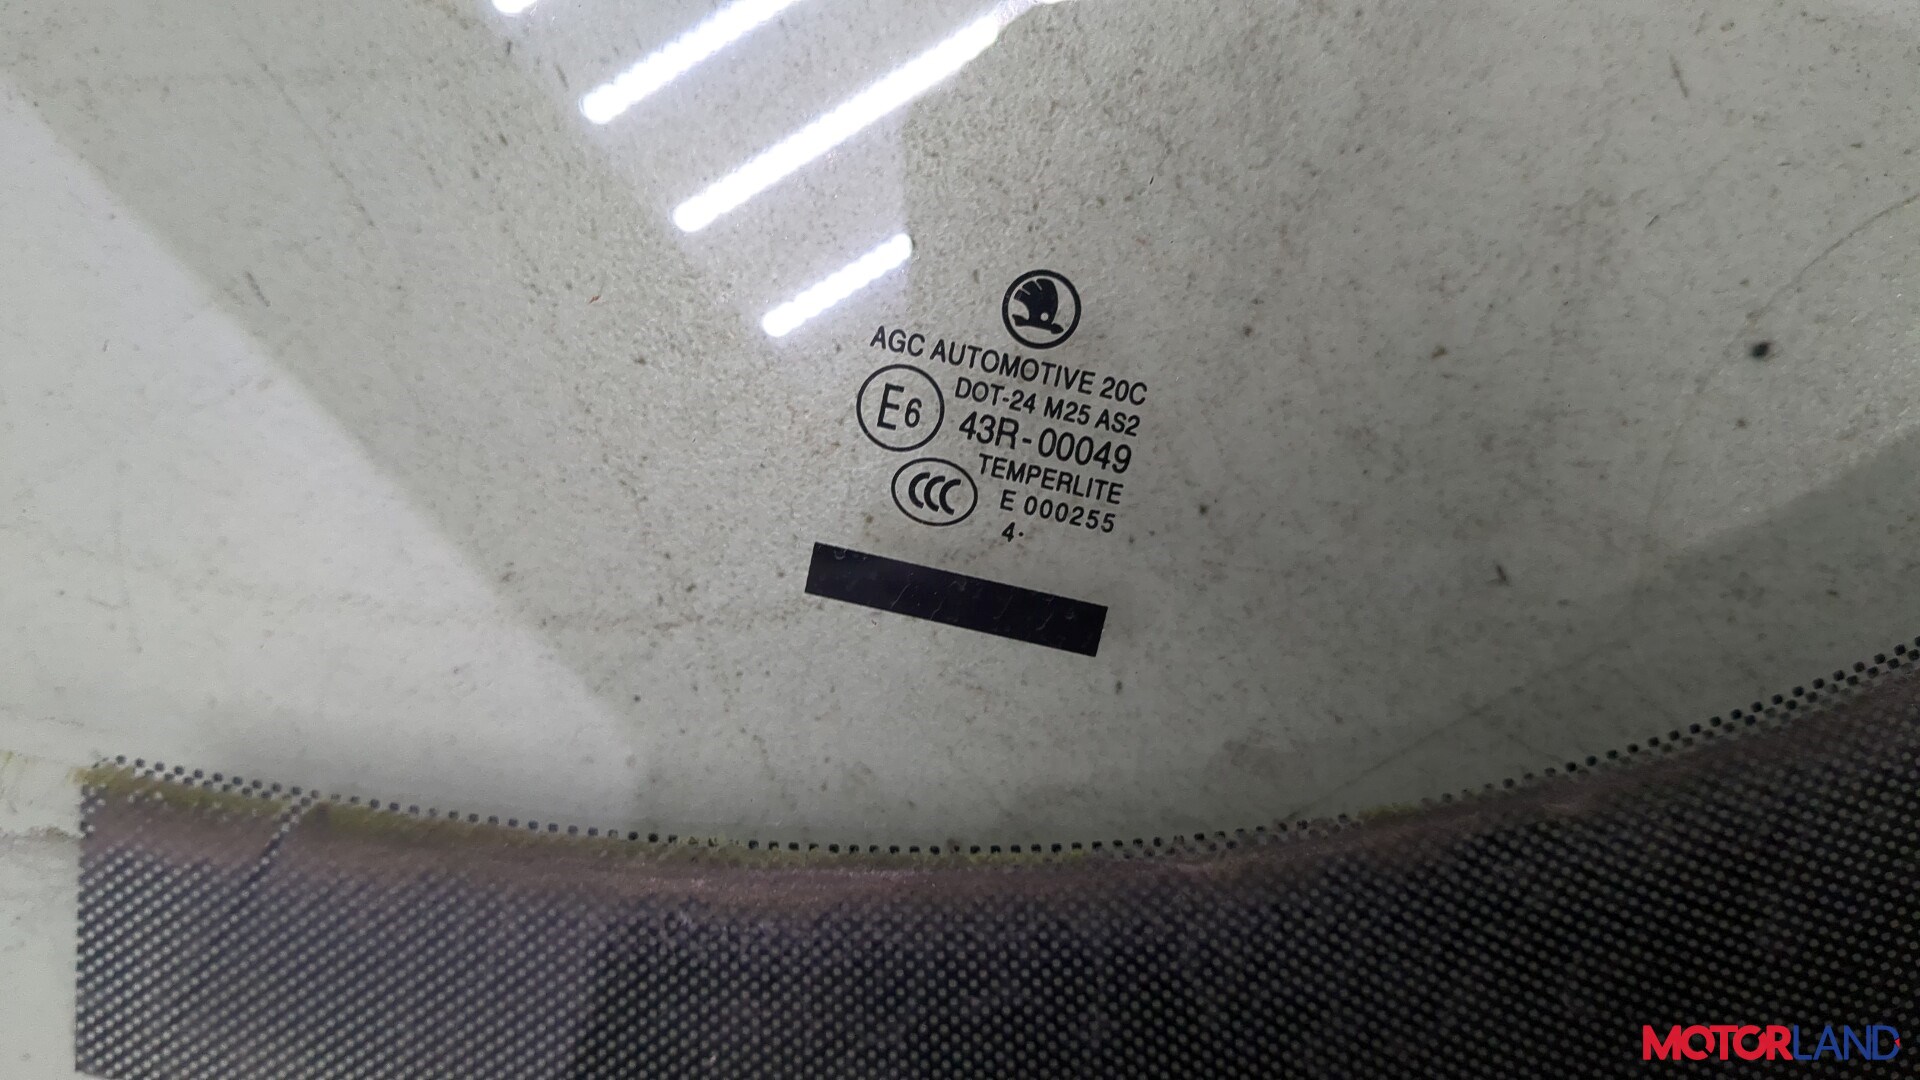 AGC AUTOMOTIVE 20C
E6
DOT-24 M25 AS2
43R-00049
TEMPERLITE
CCC
E 000255
4.
MOTORLAND